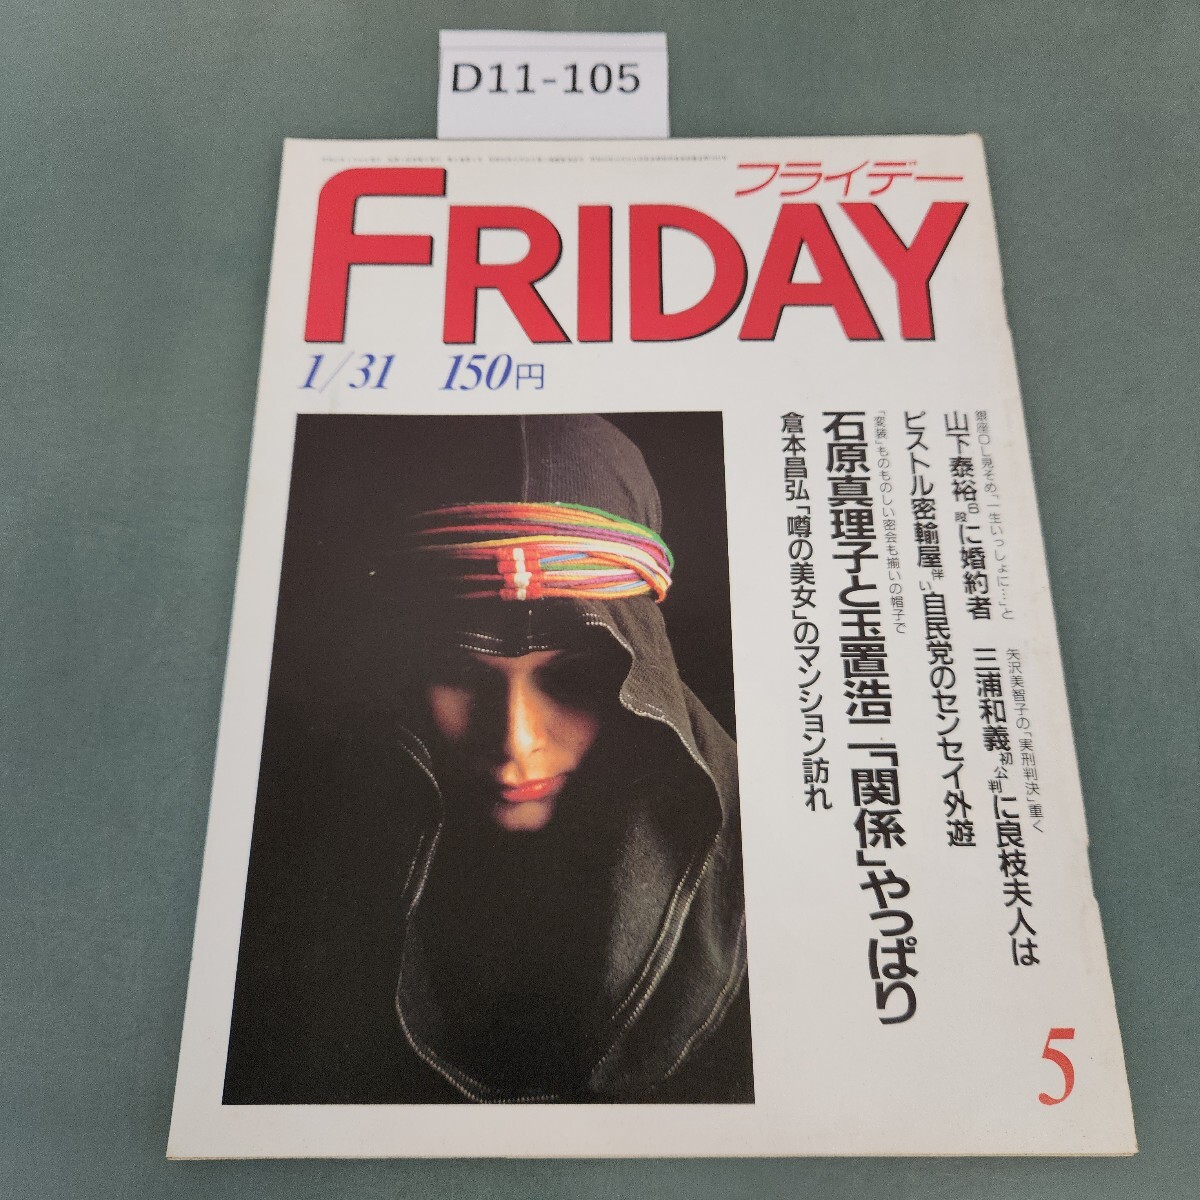 D11-105
フライデー
FRIDAY
1/31 150円
矢沢美智子の「実刑判決」重く
三浦和義初公判に良枝夫人は
銀座OL見そめ「一生いっしょに…」と
山下泰裕6段に婚約者
ピストル密輸屋伴い自民党のセンセイ外遊
「変装」ものものしい密会も揃いの帽子で
石原真理子と玉置浩二「関係」やっぱり
倉本昌弘「噂の美女」のマンション訪れ
5